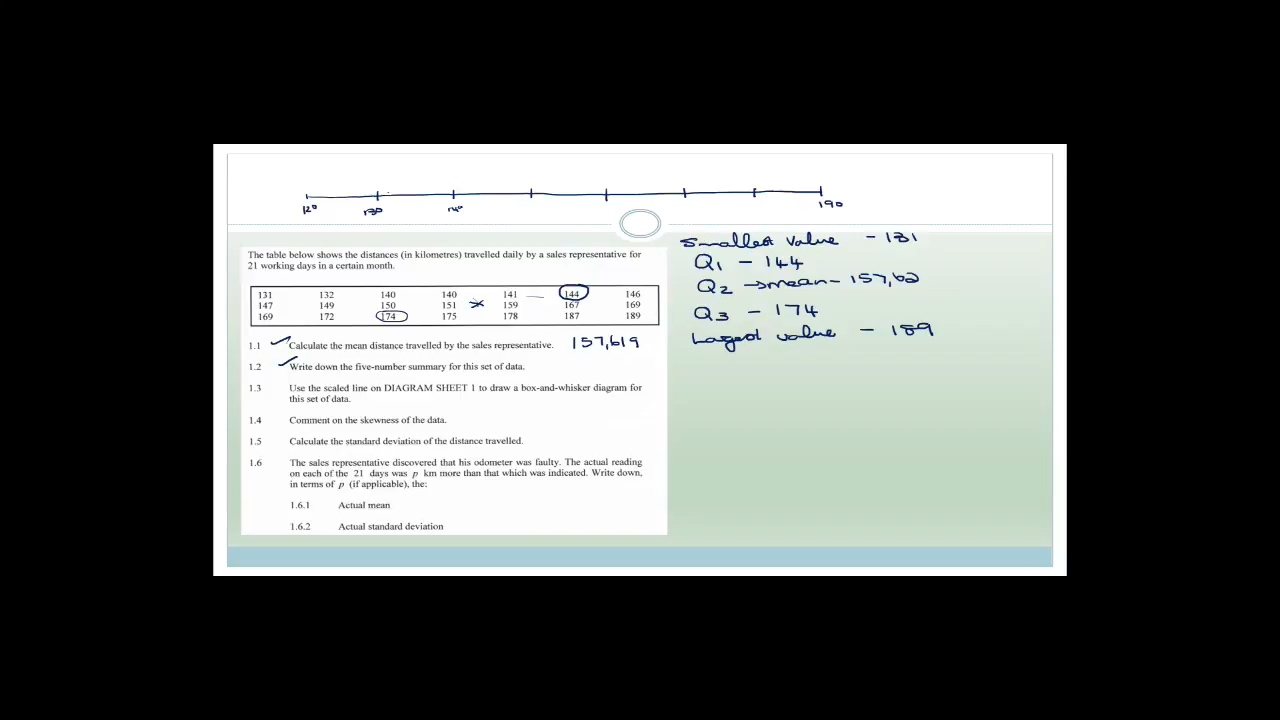 120 130 140 190
Smallest value - 131
Q1 - 144
Q2 → mean - 157,62
Q3 - 174
Largest value - 189
The table below shows the distances (in kilometres) travelled daily by a sales representative for
21 working days in a certain month.
131 132 140 140 141 144 146
147 149 150 151 159 167 169
169 172 174 175 178 187 189
1.1 Calculate the mean distance travelled by the sales representative. 157,619
1.2 Write down the five-number summary for this set of data.
1.3 Use the scaled line on DIAGRAM SHEET 1 to draw a box-and-whisker diagram for
this set of data.
1.4 Comment on the skewness of the data.
1.5 Calculate the standard deviation of the distance travelled.
1.6 The sales representative discovered that his odometer was faulty. The actual reading
on each of the 21 days was p km more than that which was indicated. Write down,
in terms of p (if applicable), the:
1.6.1 Actual mean
1.6.2 Actual standard deviation